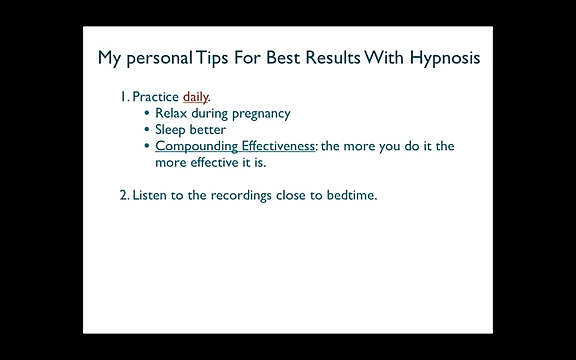 My personal Tips For Best Results With Hypnosis
1. Practice daily.
• Relax during pregnancy
• Sleep better
• Compounding Effectiveness: the more you do it the
more effective it is.
2. Listen to the recordings close to bedtime.